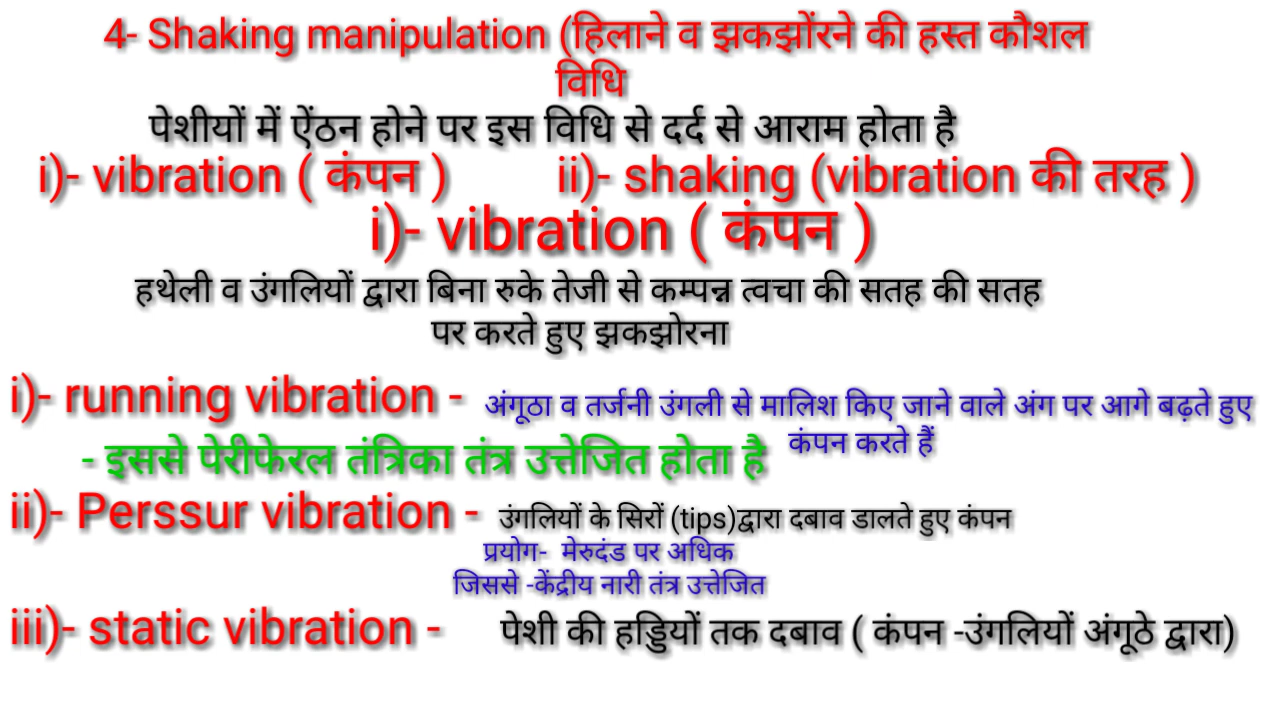 4- Shaking manipulation (हिलाने व झकझोंरने की हस्त कौशल
विधि
पेशीयों में ऐंठन होने पर इस विधि से दर्द से आराम होता है
i)- vibration ( कंपन ) ii)- shaking (vibration की तरह )
i)- vibration ( कंपन )
हथेली व उंगलियों द्वारा बिना रुके तेजी से कम्पन्न त्वचा की सतह की सतह
पर करते हुए झकझोरना
i)- running vibration - अंगूठा व तर्जनी उंगली से मालिश किए जाने वाले अंग पर आगे बढ़ते हुए
कंपन करते हैं
- इससे पेरीफेरल तंत्रिका तंत्र उत्तेजित होता है
ii)- Perssur vibration - उंगलियों के सिरों (tips)द्वारा दबाव डालते हुए कंपन
प्रयोग- मेरुदंड पर अधिक
जिससे -केंद्रीय नारी तंत्र उत्तेजित
iii)- static vibration - पेशी की हड्डियों तक दबाव ( कंपन -उंगलियों अंगूठे द्वारा)